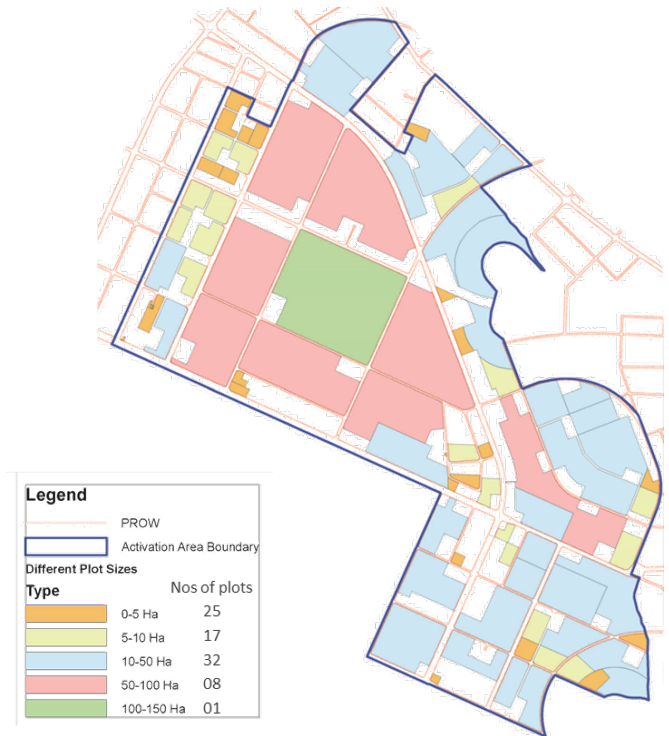 Legend
PROW
Activation Area Boundary
Different Plot Sizes
Type Nos of plots
0-5 Ha 25
5-10 Ha 17
10-50 Ha 32
50-100 Ha 08
100-150 Ha 01